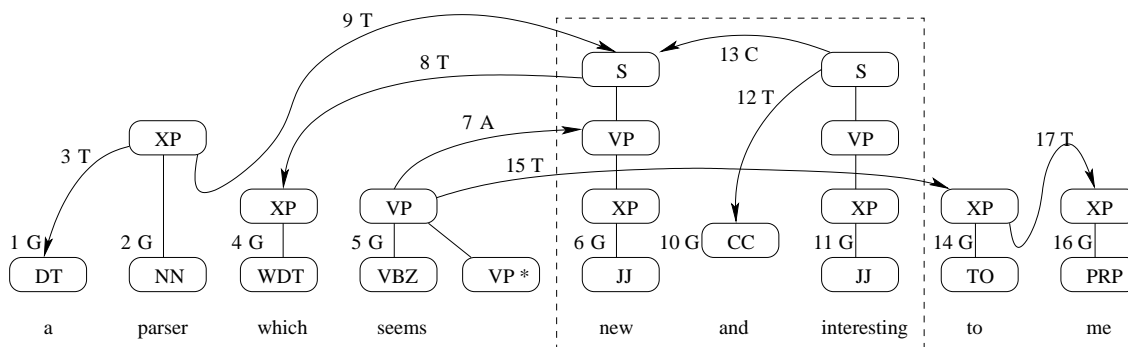 9 T
13 C
S
S
8 T
12 T
7 A
17 T
XP
VP
VP
3 T
15 T
XP
VP
XP
XP
XP
XP
1 G
2 G
4 G
5 G
6 G
10 G
CC
11 G
14 G
16 G
DT
NN
WDT
VBZ
VP *
JJ
JJ
TO
PRP
a parser which seems new and interesting to me